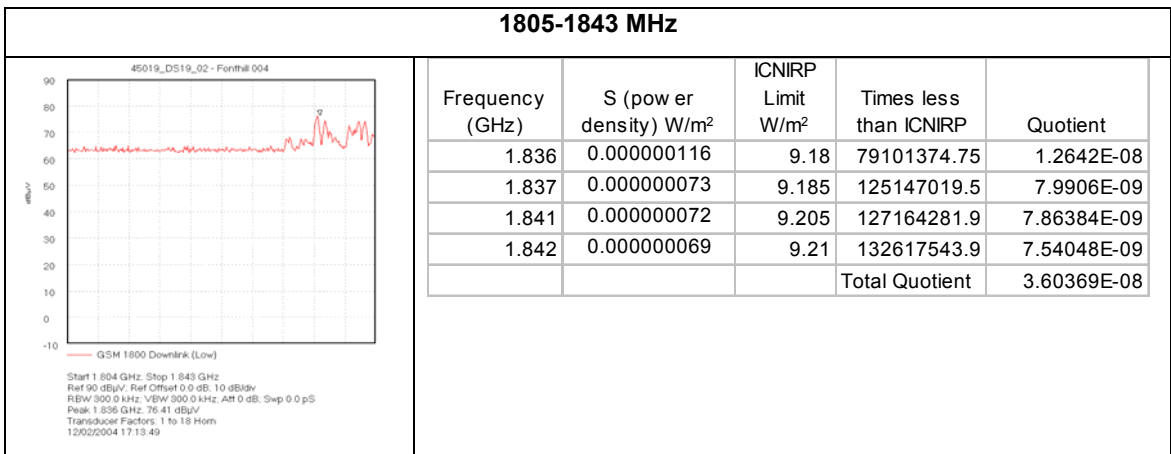 1805-1843 MHz
45019_DS19_02 - Fonthill 004
90
80
70
60
50
40
30
20
10
0
-10
dBµV
GSM 1800 Downlink (Low)
Start 1.804 GHz, Stop 1.843 GHz
Ref 90 dBµV; Ref Offset 0.0 dB; 10 dB/div
RBW 300.0 kHz; VBW 300.0 kHz; Att 0 dB; Swp 0.0 pS
Peak 1.836 GHz, 76.41 dBµV
Transducer Factors: 1 to 18 Horn
12/02/2004 17:13:49
Frequency (GHz) S (pow er density) W/m² ICNIRP Limit W/m² Times less than ICNIRP Quotient
1.836 0.000000116 9.18 79101374.75 1.2642E-08
1.837 0.000000073 9.185 125147019.5 7.9906E-09
1.841 0.000000072 9.205 127164281.9 7.86384E-09
1.842 0.000000069 9.21 132617543.9 7.54048E-09
Total Quotient 3.60369E-08